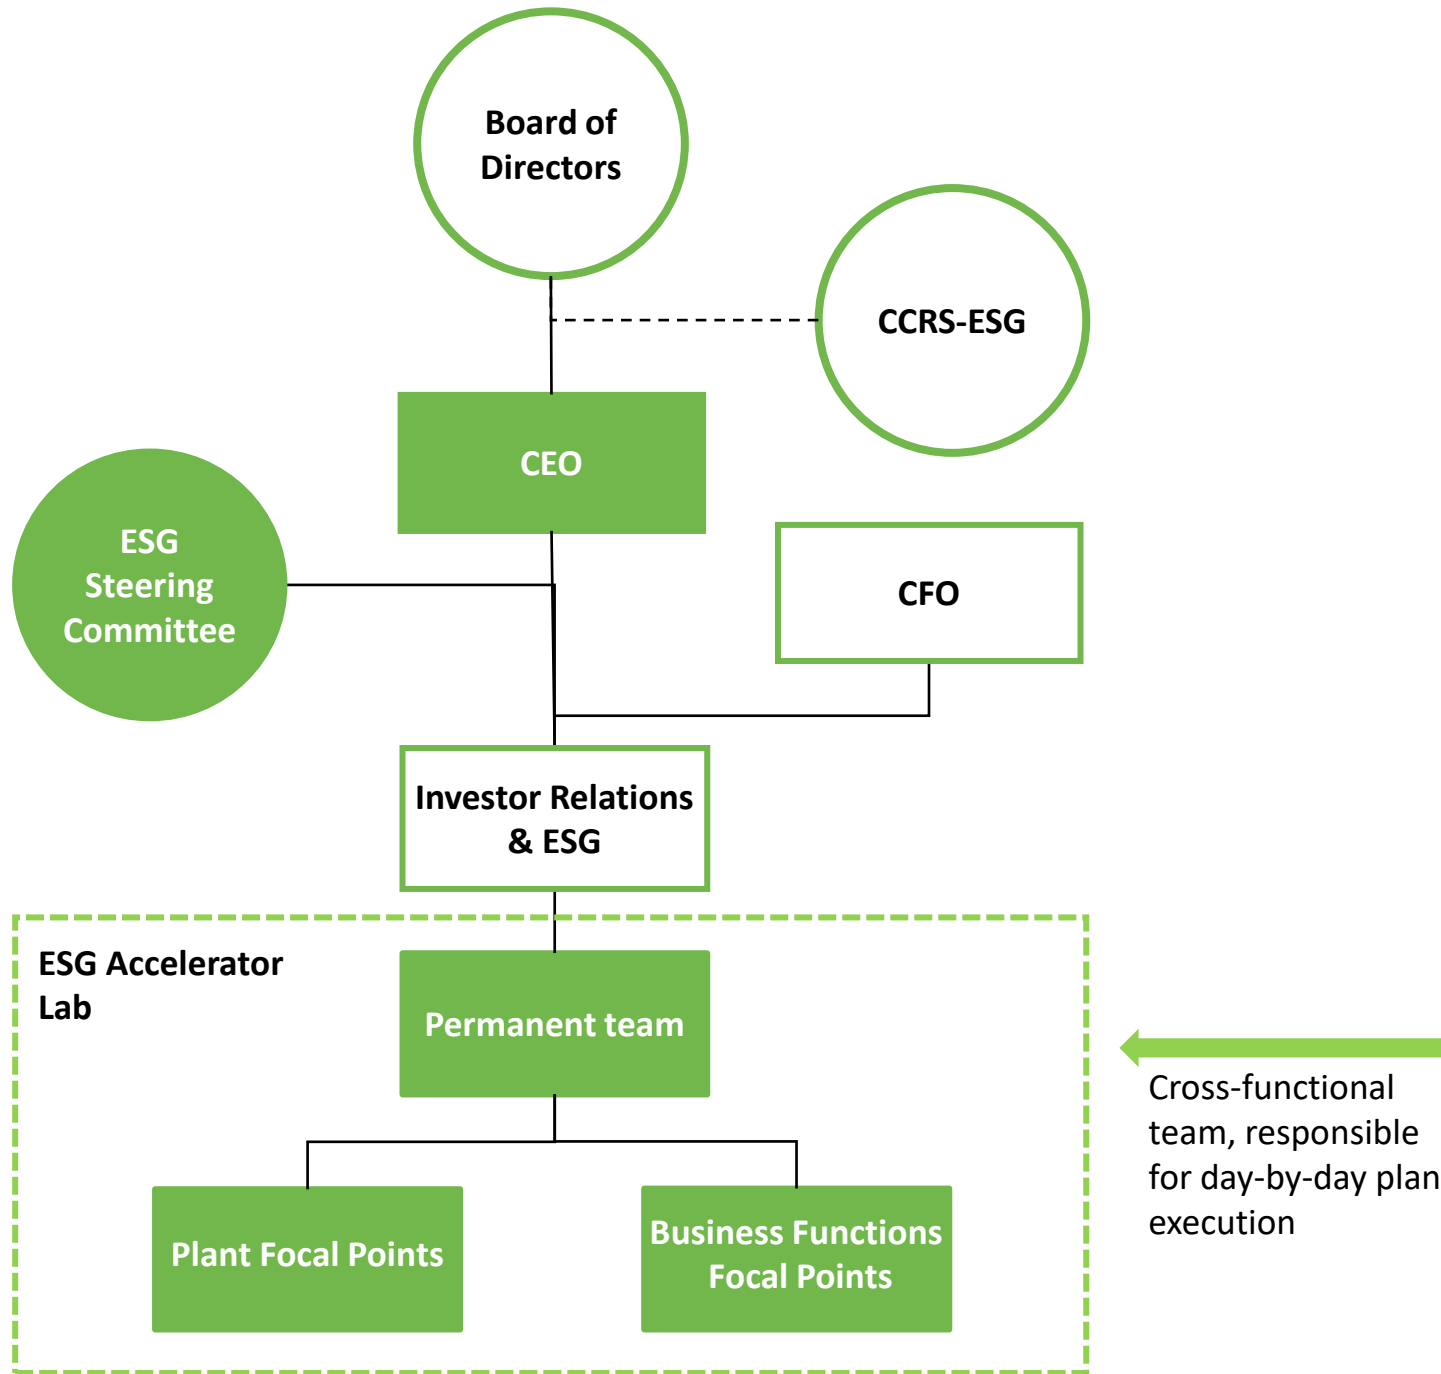 Board of
Directors
CCRS-ESG
CEO
ESG
Steering
Committee
CFO
Investor Relations
& ESG
ESG Accelerator
Lab
Permanent team
Cross-functional
team, responsible
for day-by-day plan
execution
Plant Focal Points
Business Functions
Focal Points